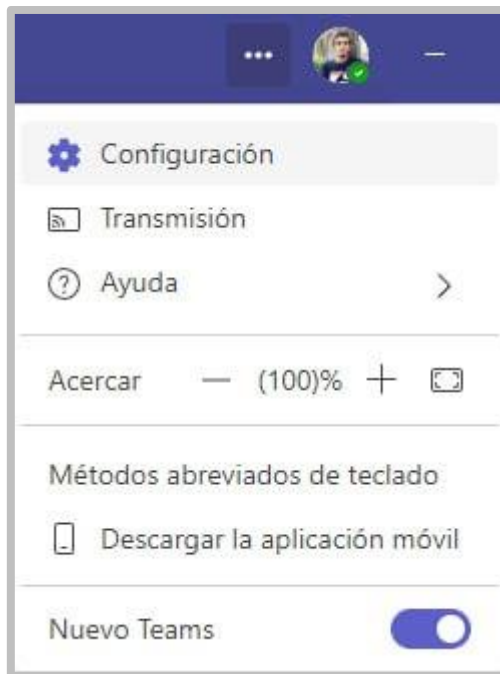 Configuración
Transmisión
Ayuda
Acercar — (100)% +
Métodos abreviados de teclado
Descargar la aplicación móvil
Nuevo Teams